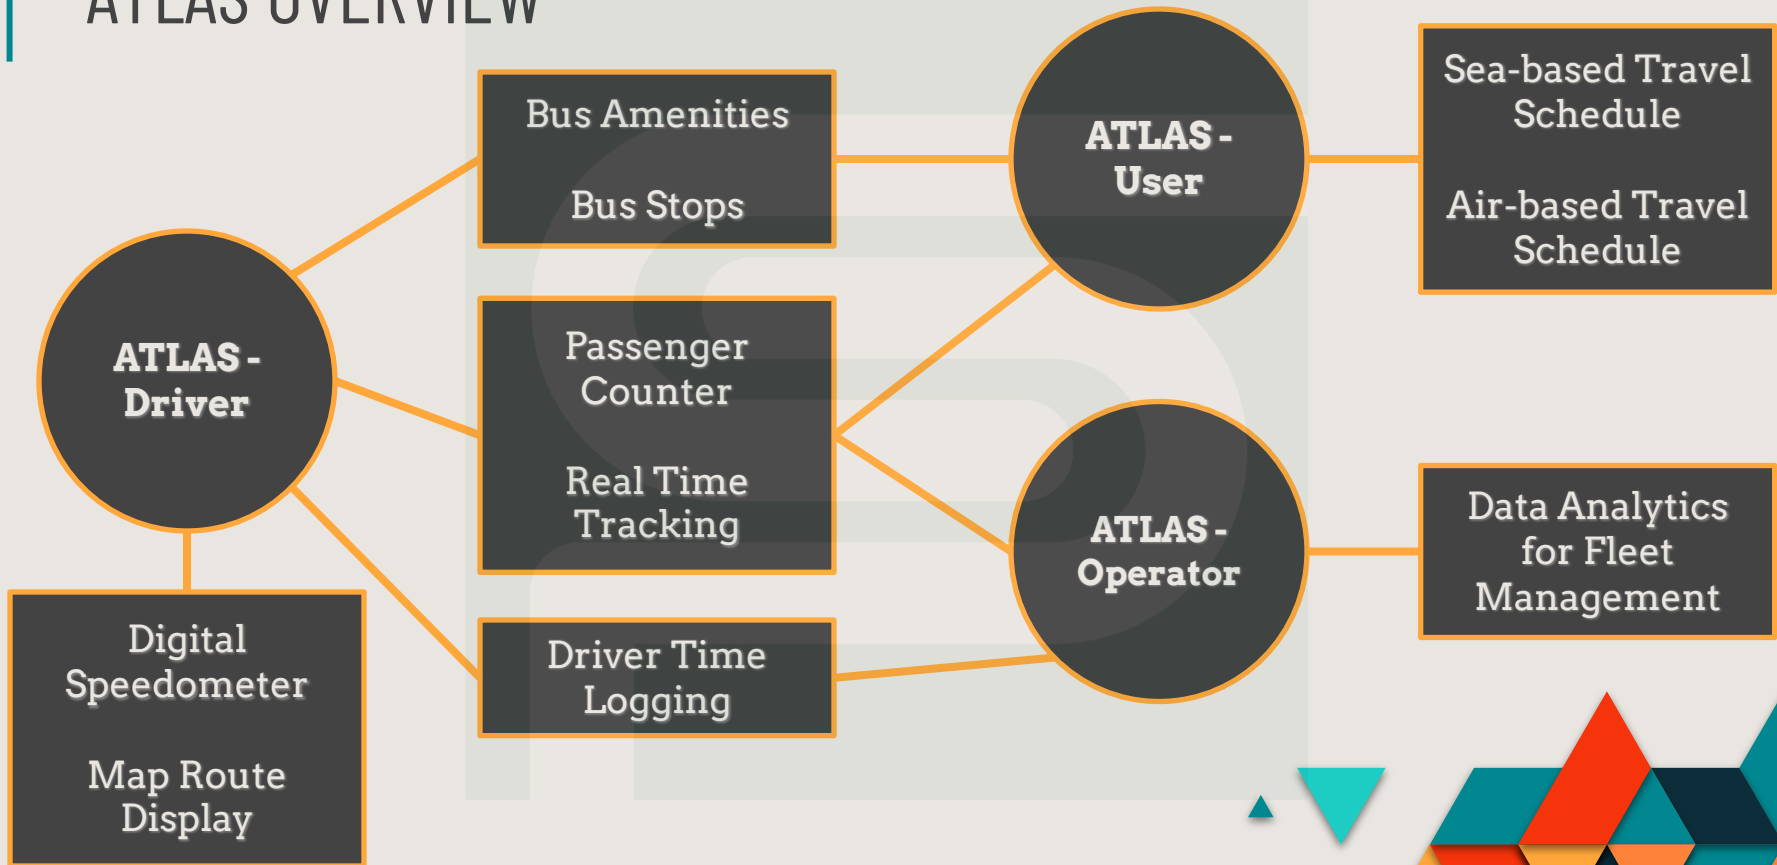 ATLAS OVERVIEW
Bus Amenities
Bus Stops
ATLAS -
User
Sea-based Travel
Schedule
Air-based Travel
Schedule
ATLAS -
Driver
Passenger
Counter
Real Time
Tracking
ATLAS -
Operator
Data Analytics
for Fleet
Management
Digital
Speedometer
Map Route
Display
Driver Time
Logging